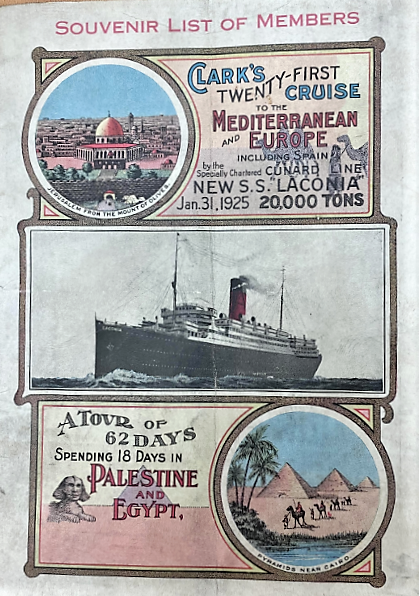 SOUVENIR LIST OF MEMBERS
CLARK'S
TWENTY-FIRST
CRUISE
TO THE
MEDITERRANEAN
AND EUROPE
INCLUDING SPAIN
by the
Specially Chartered CUNARD LINE
NEW S.S. "LACONIA"
Jan. 31, 1925 20,000 TONS
JERUSALEM FROM THE MOUNT OF OLIVES
LACONIA
A TOUR OF
62 DAYS
SPENDING 18 DAYS IN
PALESTINE
AND
EGYPT,
PYRAMIDS NEAR CAIRO